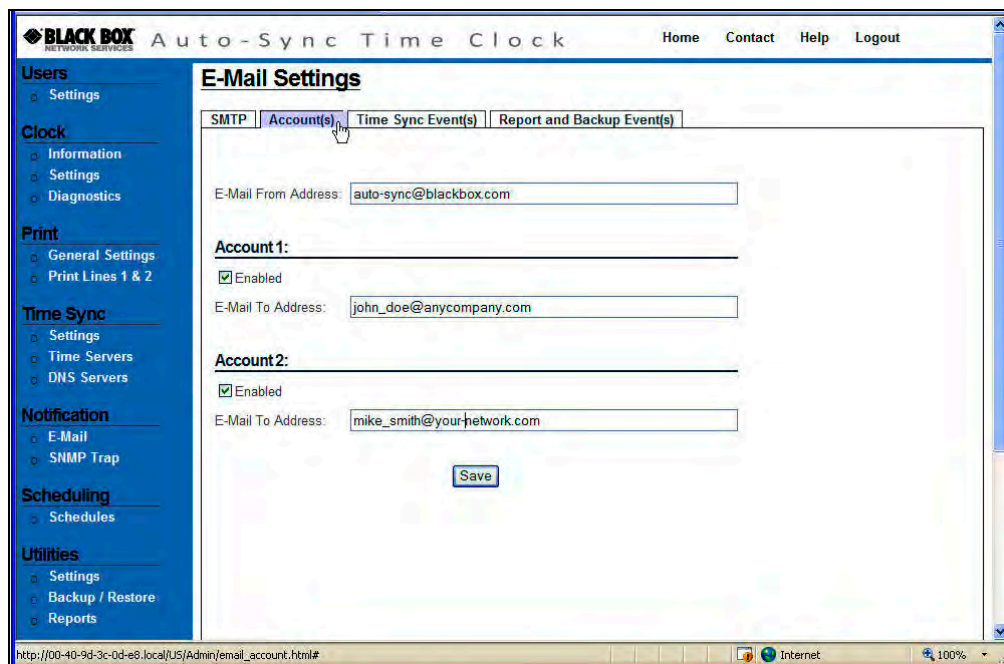 BLACK BOX
NETWORK SERVICES
Auto-Sync Time Clock
Home Contact Help Logout
Users
Settings
Clock
Information
Settings
Diagnostics
Print
General Settings
Print Lines 1 & 2
Time Sync
Settings
Time Servers
DNS Servers
Notification
E-Mail
SNMP Trap
Scheduling
Schedules
Utilities
Settings
Backup / Restore
Reports
E-Mail Settings
SMTP Account(s) Time Sync Event(s) Report and Backup Event(s)
E-Mail From Address: auto-sync@blackbox.com
Account 1:
Enabled
E-Mail To Address: john_doe@anycompany.com
Account 2:
Enabled
E-Mail To Address: mike_smith@your-network.com
Save
http://00-40-9d-3c-0d-e8.local/US/Admin/email_account.html# Internet 100%